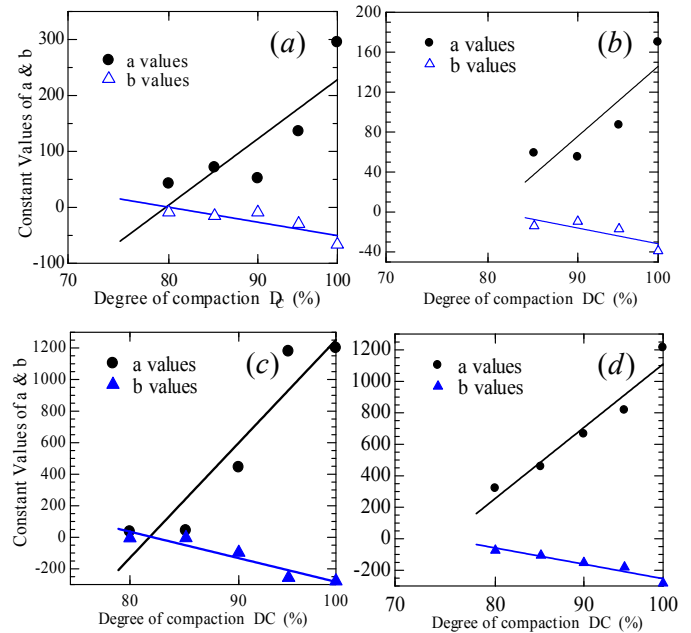 Constant Values of a & b
300
200
100
0
-100
(a)
a values
b values
70
80
90
100
Degree of compaction DC (%)
200
160
120
80
40
0
-40
(b)
a values
b values
70
80
90
100
Degree of compaction DC (%)
Constant Values of a & b
1200
1000
800
600
400
200
0
-200
(c)
a values
b values
80
90
100
Degree of compaction DC (%)
1200
1000
800
600
400
200
0
-200
(d)
a values
b values
70
80
90
100
Degree of compaction DC (%)